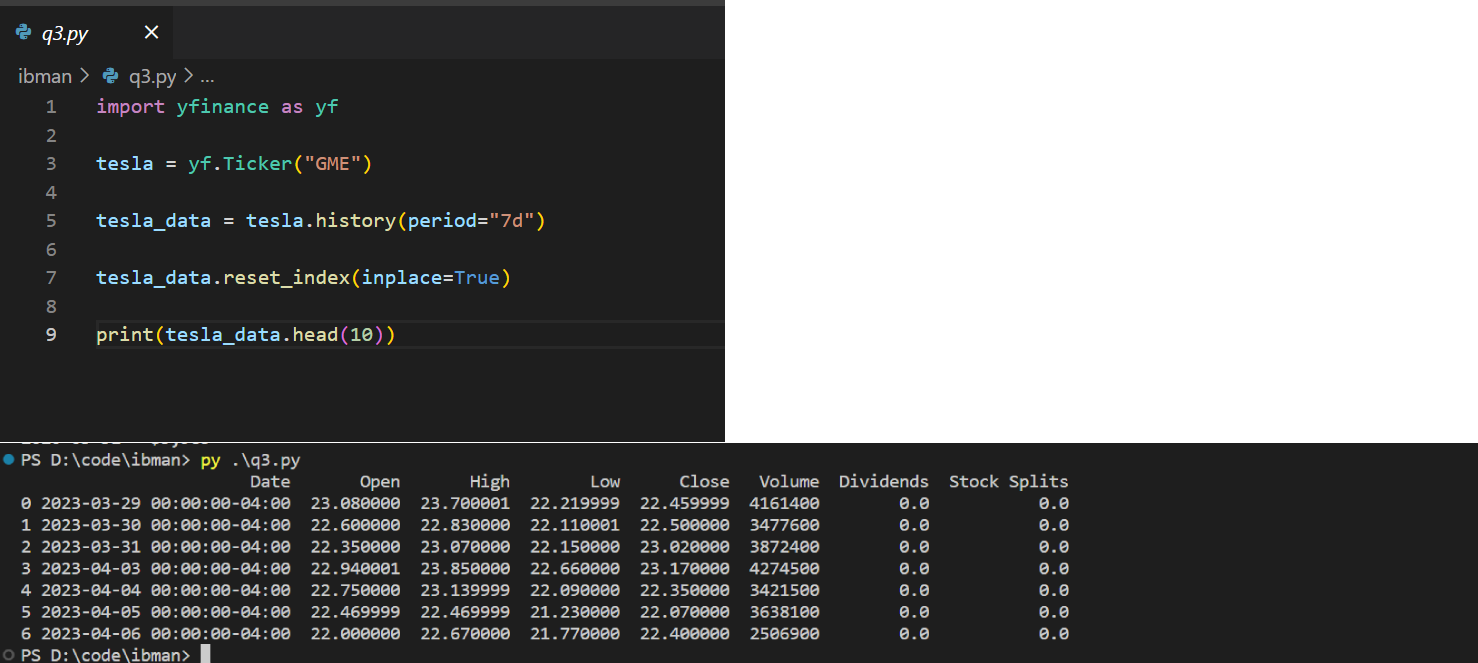 q3.py
ibman > q3.py > ...
1 import yfinance as yf
2
3 tesla = yf.Ticker("GME")
4
5 tesla_data = tesla.history(period="7d")
6
7 tesla_data.reset_index(inplace=True)
8
9 print(tesla_data.head(10))
PS D:\code\ibman> py .\q3.py
Date Open High Low Close Volume Dividends Stock Splits
0 2023-03-29 00:00:00-04:00 23.080000 23.700001 22.219999 22.459999 4161400 0.0 0.0
1 2023-03-30 00:00:00-04:00 22.600000 22.830000 22.110001 22.500000 3477600 0.0 0.0
2 2023-03-31 00:00:00-04:00 22.350000 23.070000 22.150000 23.020000 3872400 0.0 0.0
3 2023-04-03 00:00:00-04:00 22.940001 23.850000 22.660000 23.170000 4274500 0.0 0.0
4 2023-04-04 00:00:00-04:00 22.750000 23.139999 22.090000 22.350000 3421500 0.0 0.0
5 2023-04-05 00:00:00-04:00 22.469999 22.469999 21.230000 22.070000 3638100 0.0 0.0
6 2023-04-06 00:00:00-04:00 22.000000 22.670000 21.770000 22.400000 2506900 0.0 0.0
PS D:\code\ibman>